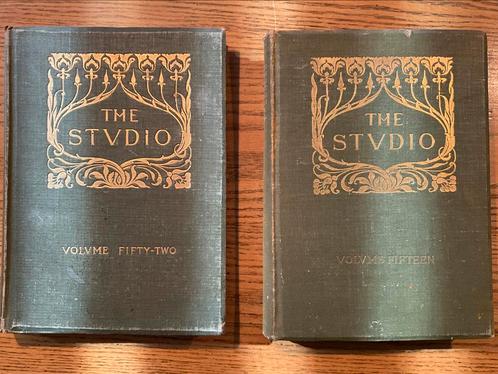 THE
STVDIO
VOLVME FIFTY-TWO
THE
STVDIO
VOLVME FIFTEEN